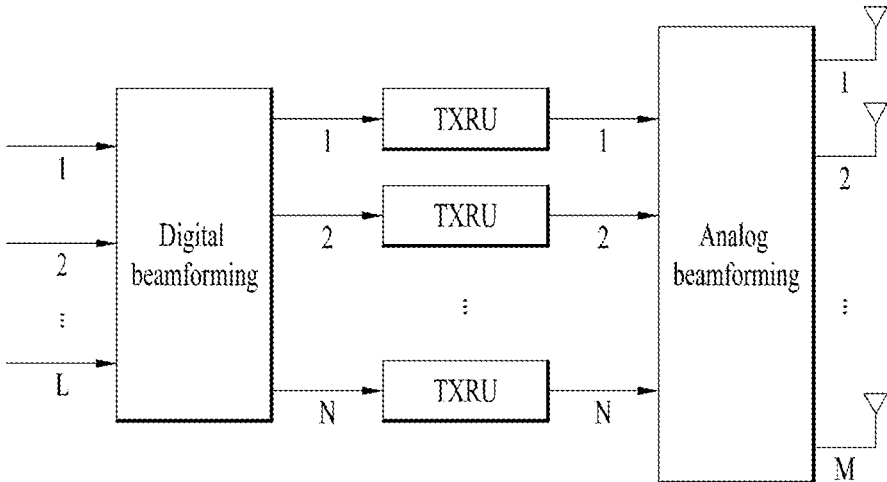 1
2
⋮
L
Digital
beamforming
1
2
N
TXRU
TXRU
⋮
TXRU
1
2
N
Analog
beamforming
1
2
⋮
M